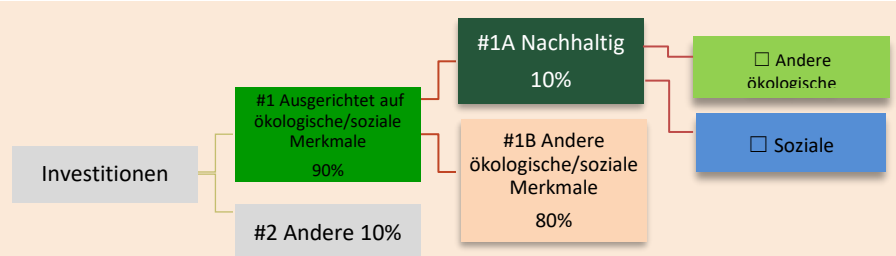 Investitionen
#1 Ausgerichtet auf
ökologische/soziale
Merkmale
90%
#2 Andere 10%
#1A Nachhaltig
10%
#1B Andere
ökologische/soziale
Merkmale
80%
☐ Andere
ökologische
☐ Soziale